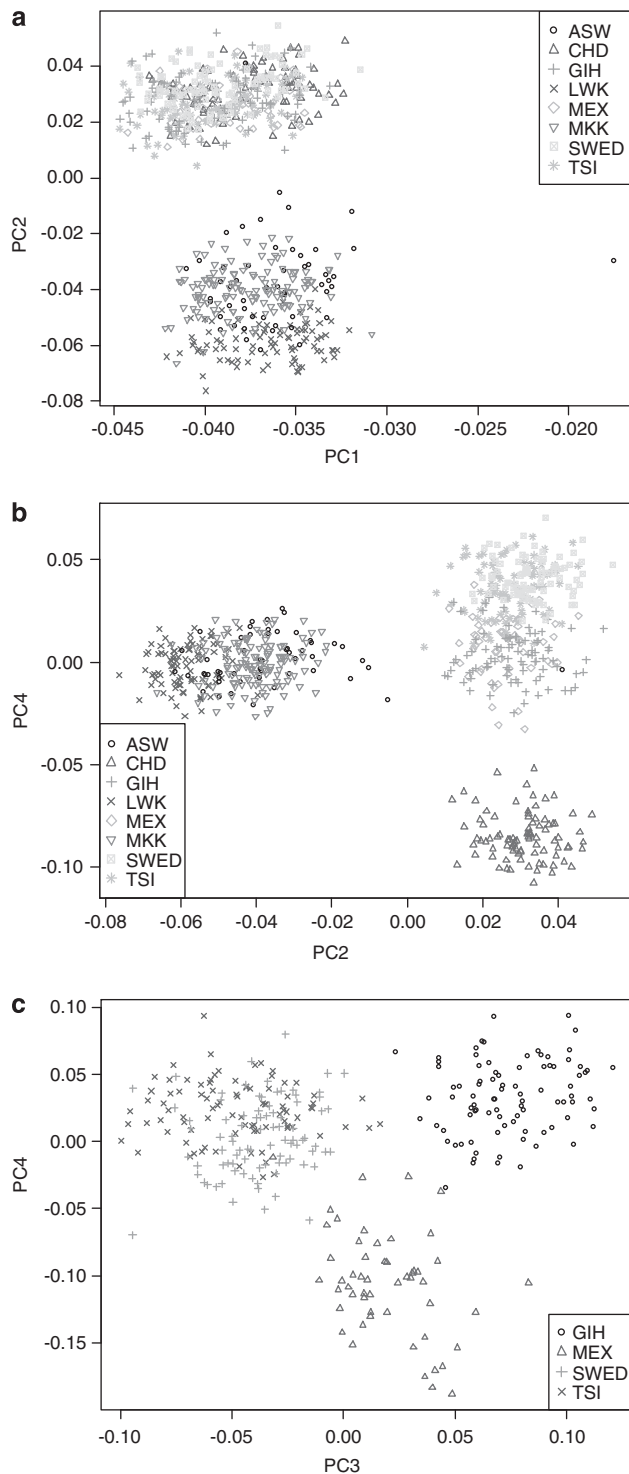 a
ASW
CHD
GIH
LWK
MEX
MKK
SWED
TSI
0.04
0.02
0.00
-0.02
-0.04
-0.06
-0.08
PC2
-0.045 -0.040 -0.035 -0.030 -0.025 -0.020
PC1
b
0.05
0.00
-0.05
-0.10
PC4
ASW
CHD
GIH
LWK
MEX
MKK
SWED
TSI
-0.08 -0.06 -0.04 -0.02 0.00 0.02 0.04
PC2
c
0.10
0.05
0.00
-0.05
-0.10
-0.15
PC4
GIH
MEX
SWED
TSI
-0.10 -0.05 0.00 0.05 0.10
PC3